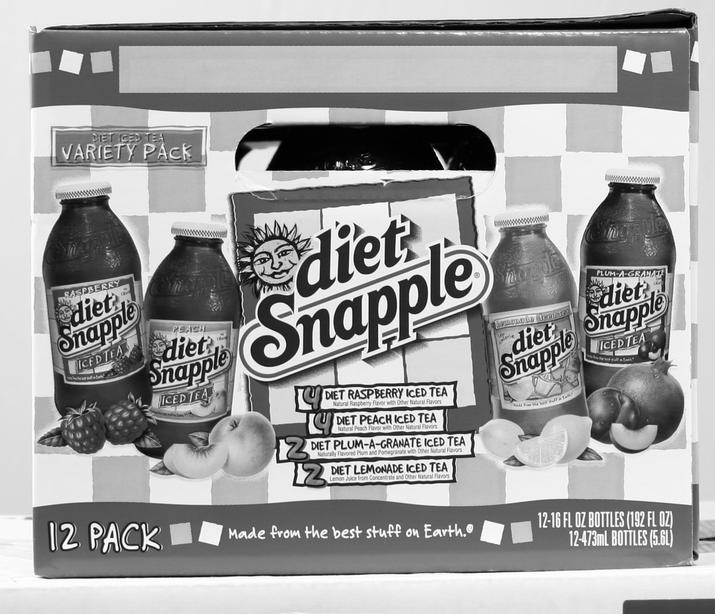 DIET ICED TEA
VARIETY PACK
diet
Snapple®
RASPBERRY
diet
Snapple
ICED TEA
PEACH
diet
Snapple
ICED TEA
diet
Snapple
PLUM-A-GRANATE
diet
Snapple
ICED TEA
4 DIET RASPBERRY ICED TEA
Natural Raspberry Flavor with Other Natural Flavors
4 DIET PEACH ICED TEA
Natural Peach Flavor with Other Natural Flavors
2 DIET PLUM-A-GRANATE ICED TEA
Naturally Flavored Plum and Pomegranate with Other Natural Flavors
2 DIET LEMONADE ICED TEA
Lemon Juice from Concentrate and Other Natural Flavors
12 PACK
Made from the best stuff on Earth.®
12-16 FL OZ BOTTLES (192 FL OZ)
12-473mL BOTTLES (5.6L)